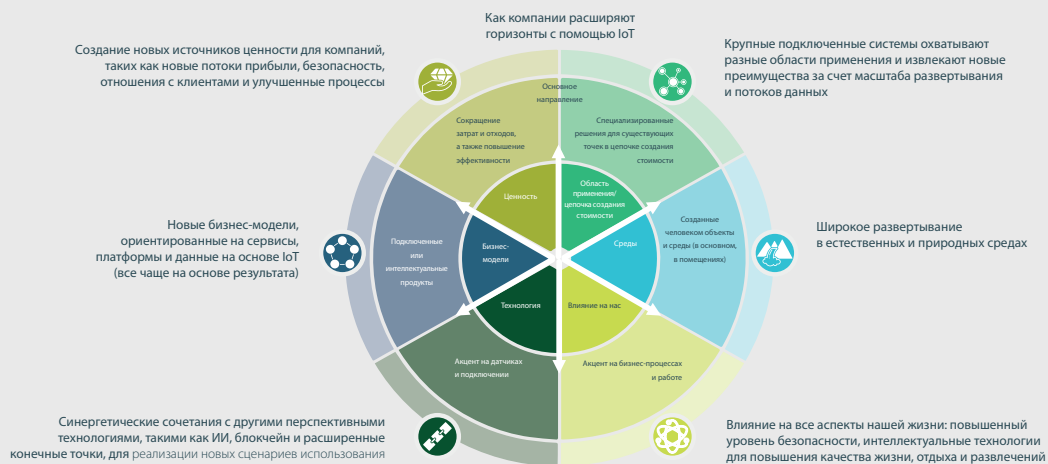 Как компании расширяют
горизонты с помощью IoT
Создание новых источников ценности для компаний,
таких как новые потоки прибыли, безопасность,
отношения с клиентами и улучшенные процессы
Крупные подключенные системы охватывают
разные области применения и извлекают новые
преимущества за счет масштаба развертывания
и потоков данных
Основное
направление
Сокращение
затрат и отходов,
а также повышение
эффективности
Специализированные
решения для существующих
точек в цепочке создания
стоимости
Ценность
Область
применения/
цепочка создания
стоимости
Новые бизнес-модели,
ориентированные на сервисы,
платформы и данные на основе IoT
(все чаще на основе результата)
Подключенные
или
интеллектуальные
продукты
Бизнес-
модели
Среды
Созданные
человеком объекты
и среды (в основном,
в помещениях)
Широкое развертывание
в естественных и природных средах
Технология
Влияние на нас
Акцент на датчиках
и подключении
Акцент на бизнес-процессах
и работе
Синергетические сочетания с другими перспективными
технологиями, такими как ИИ, блокчейн и расширенные
конечные точки, для реализации новых сценариев использования
Влияние на все аспекты нашей жизни: повышенный
уровень безопасности, интеллектуальные технологии
для повышения качества жизни, отдыха и развлечений